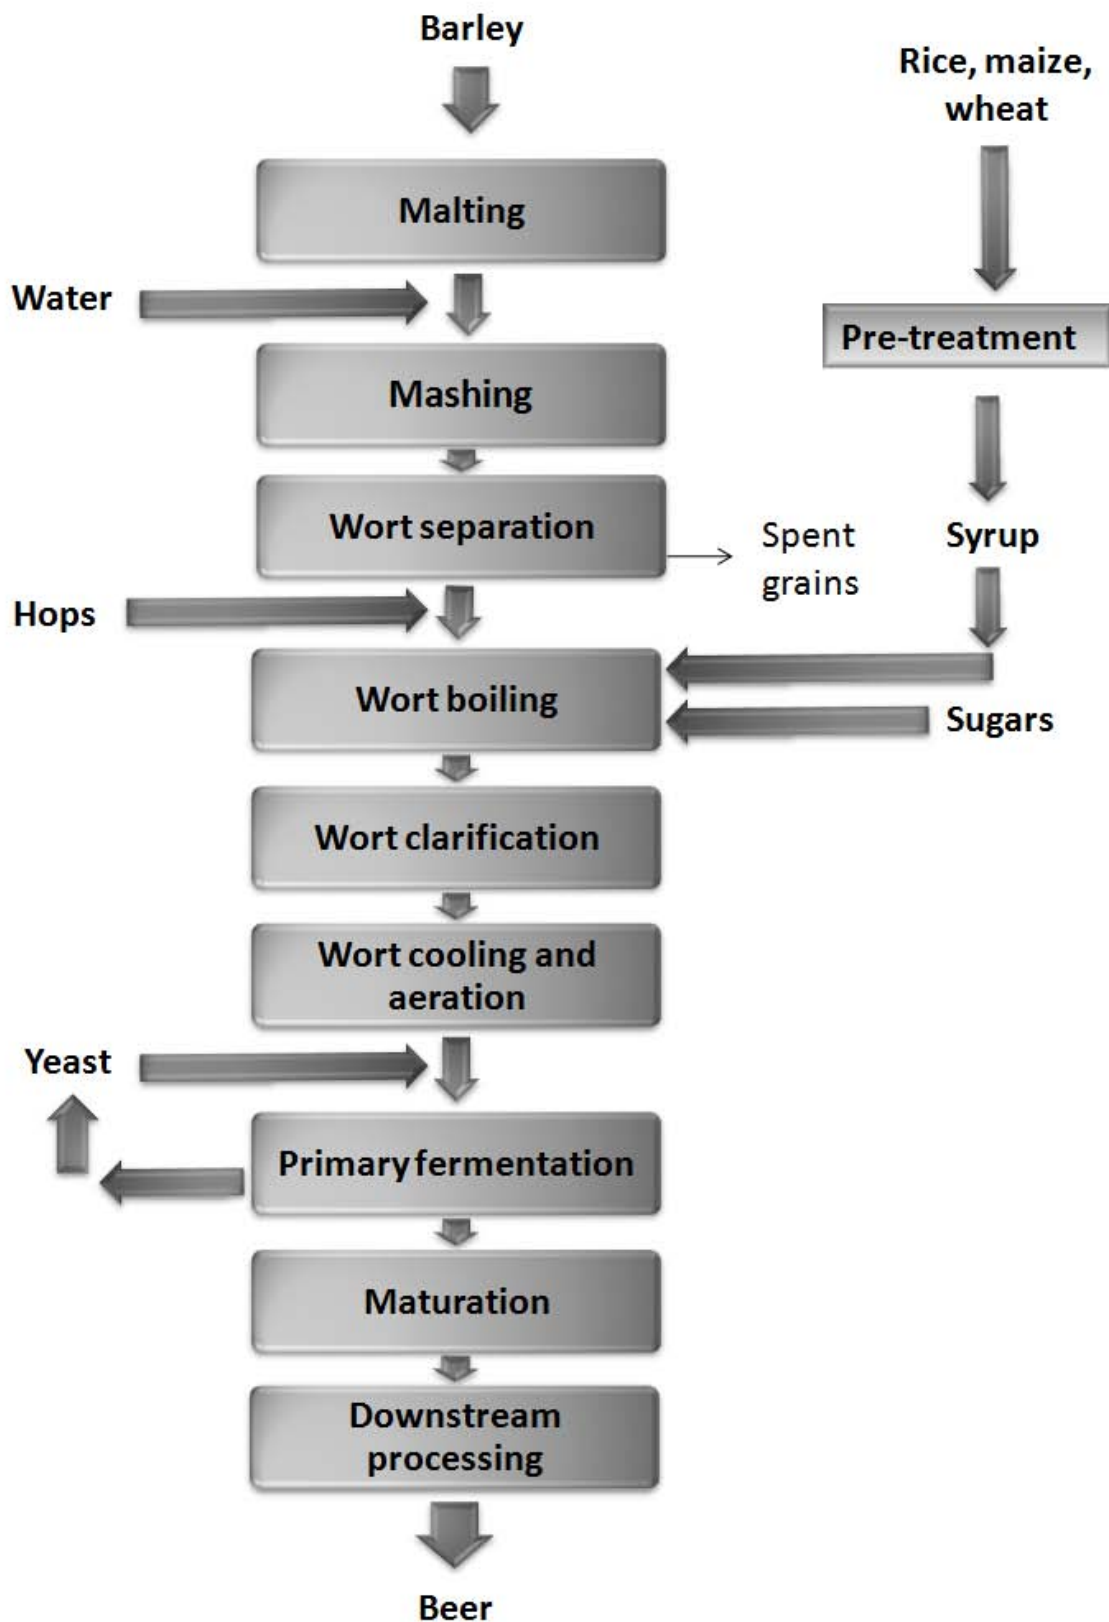 Barley
Rice, maize,
wheat
Malting
Water
Pre-treatment
Mashing
Wort separation
Spent
grains
Syrup
Hops
Wort boiling
Sugars
Wort clarification
Wort cooling and
aeration
Yeast
Primary fermentation
Maturation
Downstream
processing
Beer